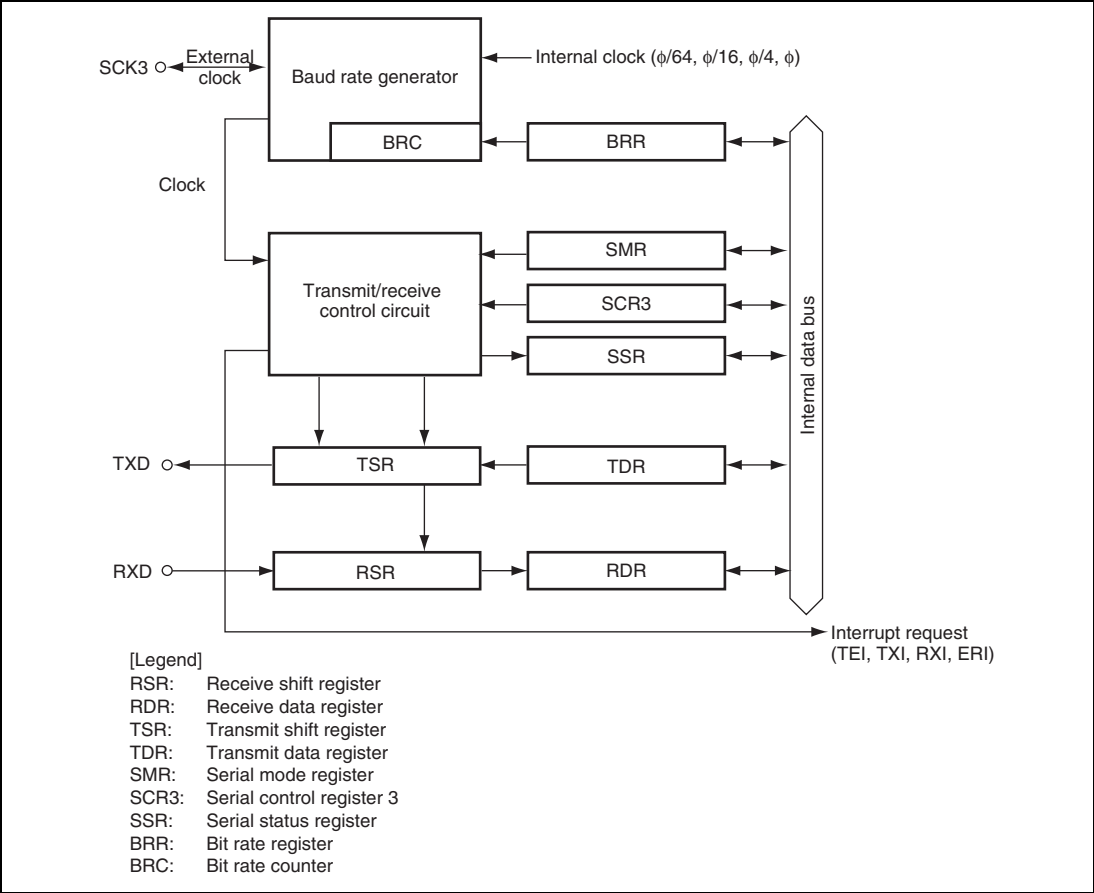 SCK3
External
clock
Baud rate generator
Internal clock (ϕ/64, ϕ/16, ϕ/4, ϕ)
BRC
BRR
Clock
Transmit/receive
control circuit
SMR
SCR3
SSR
Internal data bus
TXD
TSR
TDR
RXD
RSR
RDR
Interrupt request
(TEI, TXI, RXI, ERI)
[Legend]
RSR: Receive shift register
RDR: Receive data register
TSR: Transmit shift register
TDR: Transmit data register
SMR: Serial mode register
SCR3: Serial control register 3
SSR: Serial status register
BRR: Bit rate register
BRC: Bit rate counter